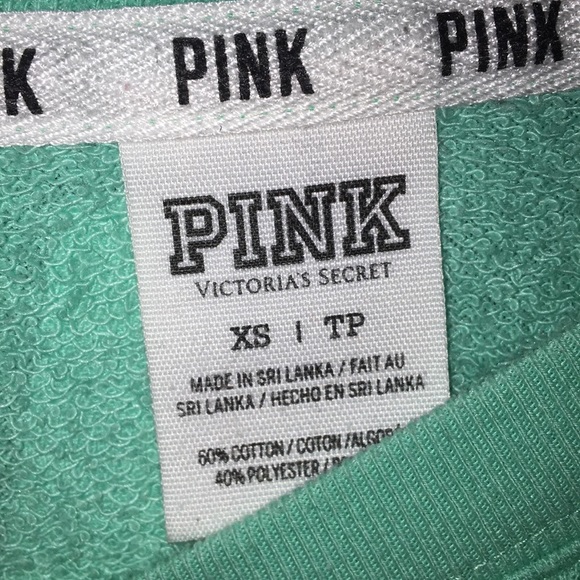 K PINK PINK
PINK
VICTORIA'S SECRET
XS | TP
MADE IN SRI LANKA / FAIT AU
SRI LANKA / HECHO EN SRI LANKA
60% COTTON / COTON /
40% POLYESTER /